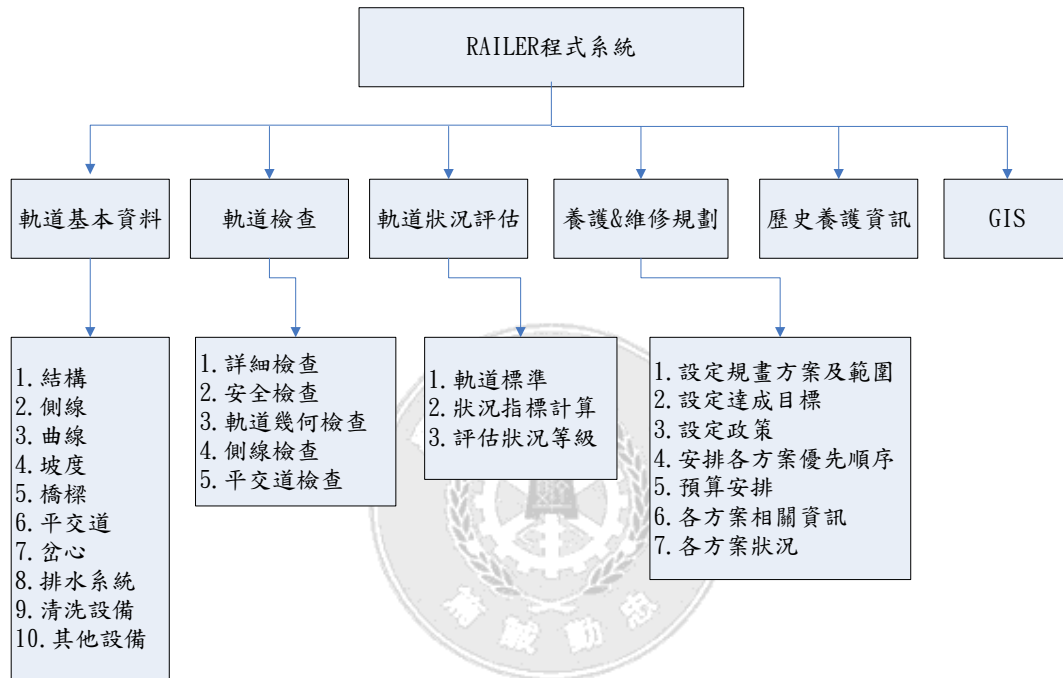 RAILER程式系統
軌道基本資料
軌道檢查
軌道狀況評估
養護&維修規劃
歷史養護資訊
GIS
1. 結構
2. 側線
3. 曲線
4. 坡度
5. 橋樑
6. 平交道
7. 岔心
8. 排水系統
9. 清洗設備
10. 其他設備
1. 詳細檢查
2. 安全檢查
3. 軌道幾何檢查
4. 側線檢查
5. 平交道檢查
1. 軌道標準
2. 狀況指標計算
3. 評估狀況等級
1. 設定規畫方案及範圍
2. 設定達成目標
3. 設定政策
4. 安排各方案優先順序
5. 預算安排
6. 各方案相關資訊
7. 各方案狀況
篤誠勤忠